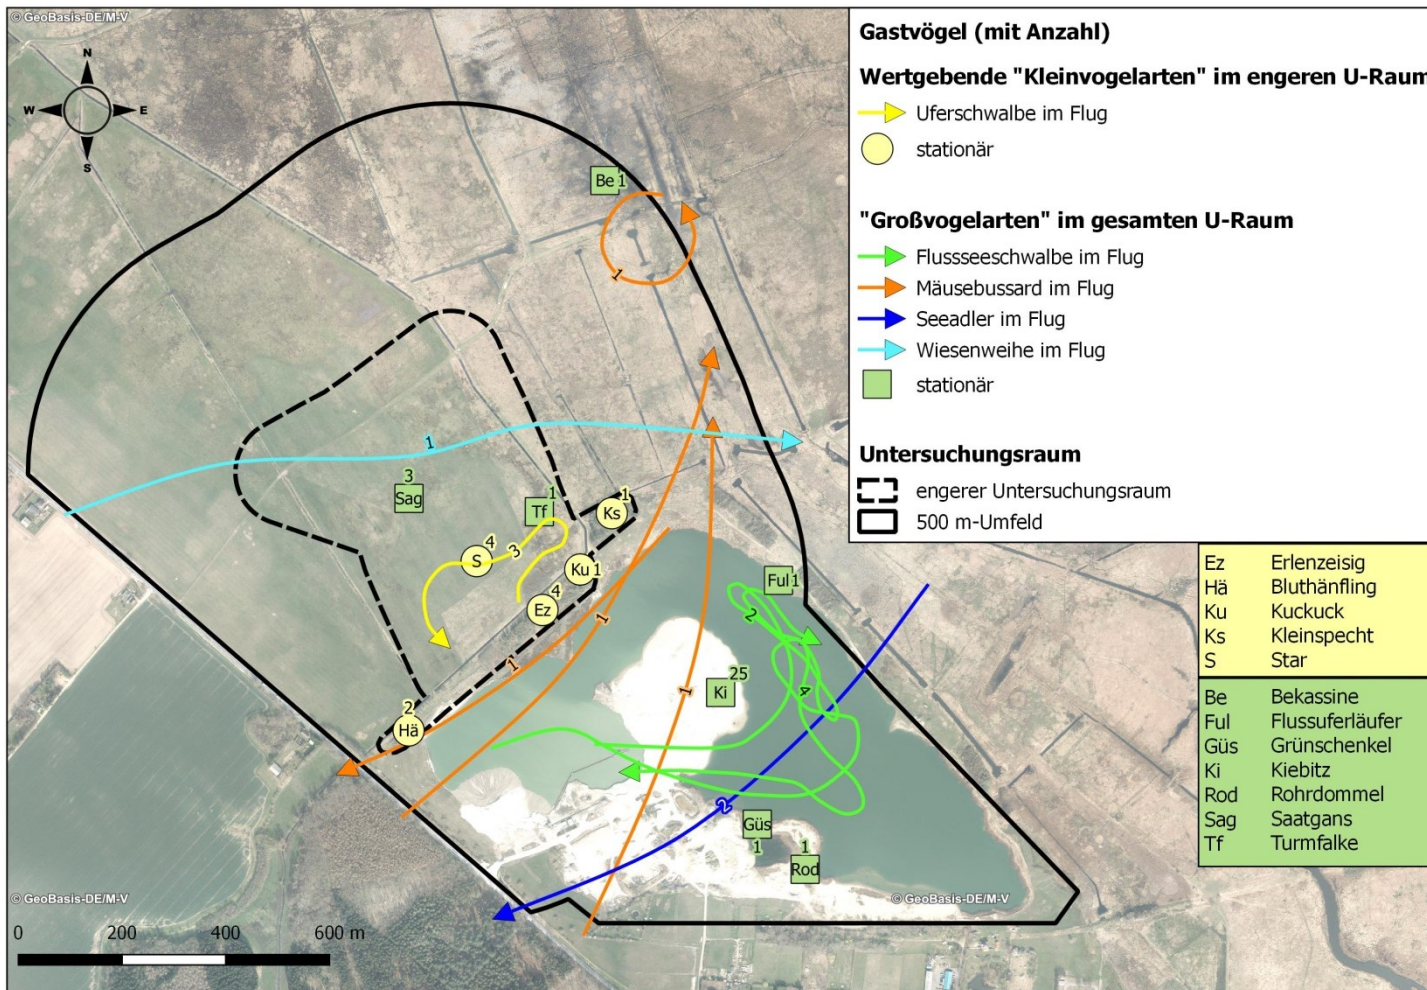 © GeoBasis-DE/M-V
N
W
E
S
Gastvögel (mit Anzahl)
Wertgebende "Kleinvogelarten" im engeren U-Raum
Uferschwalbe im Flug
stationär
"Großvogelarten" im gesamten U-Raum
Flussseeschwalbe im Flug
Mäusebussard im Flug
Seeadler im Flug
Wiesenweihe im Flug
stationär
Untersuchungsraum
engerer Untersuchungsraum
500 m-Umfeld
Ez Erlenzeisig
Hä Bluthänfling
Ku Kuckuck
Ks Kleinspecht
S Star
Be Bekassine
Ful Flussuferläufer
Güs Grünschenkel
Ki Kiebitz
Rod Rohrdommel
Sag Saatgans
Tf Turmfalke
Be 1
1
1
3
Sag
1
Tf
1
Ks
4
S
3
Ku 1
4
Ez
Ful 1
2
1
1
25
Ki
4
1
2
Hä
2
Güs
1
1
Rod
© GeoBasis-DE/M-V
© GeoBasis-DE/M-V
0 200 400 600 m